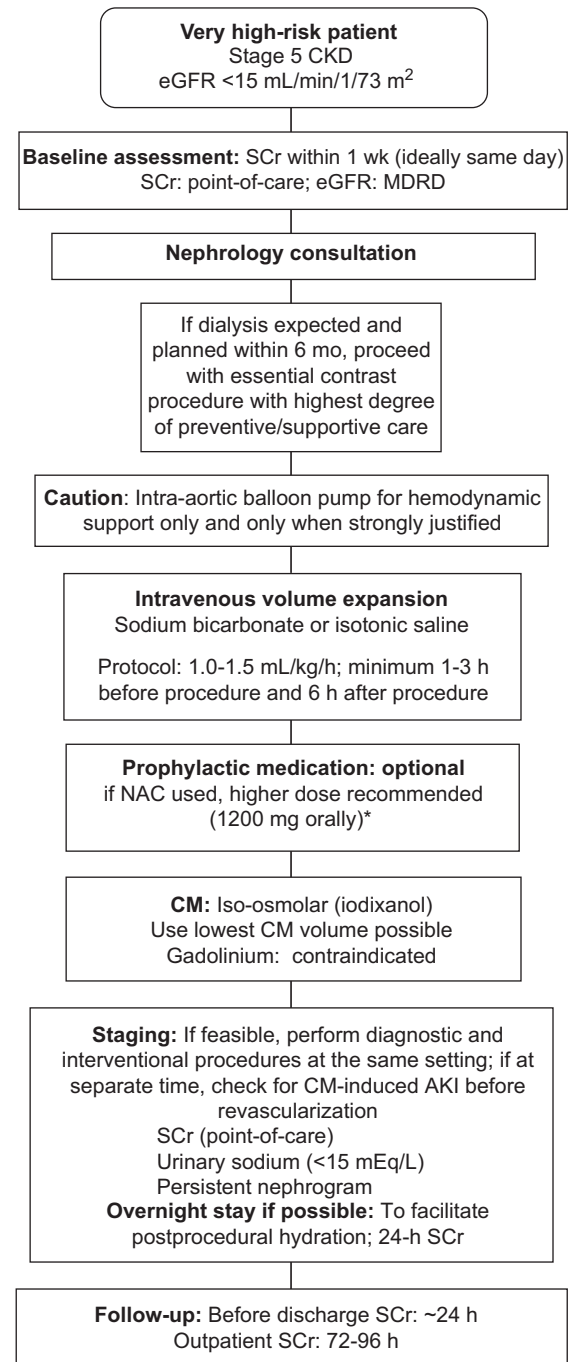 Very high-risk patient
Stage 5 CKD
eGFR <15 mL/min/1/73 m²
Baseline assessment: SCr within 1 wk (ideally same day)
SCr: point-of-care; eGFR: MDRD
Nephrology consultation
If dialysis expected and
planned within 6 mo, proceed
with essential contrast
procedure with highest degree
of preventive/supportive care
Caution: Intra-aortic balloon pump for hemodynamic
support only and only when strongly justified
Intravenous volume expansion
Sodium bicarbonate or isotonic saline
Protocol: 1.0-1.5 mL/kg/h; minimum 1-3 h
before procedure and 6 h after procedure
Prophylactic medication: optional
if NAC used, higher dose recommended
(1200 mg orally)*
CM: Iso-osmolar (iodixanol)
Use lowest CM volume possible
Gadolinium: contraindicated
Staging: If feasible, perform diagnostic and
interventional procedures at the same setting; if at
separate time, check for CM-induced AKI before
revascularization
SCr (point-of-care)
Urinary sodium (<15 mEq/L)
Persistent nephrogram
Overnight stay if possible: To facilitate
postprocedural hydration; 24-h SCr
Follow-up: Before discharge SCr: ~24 h
Outpatient SCr: 72-96 h